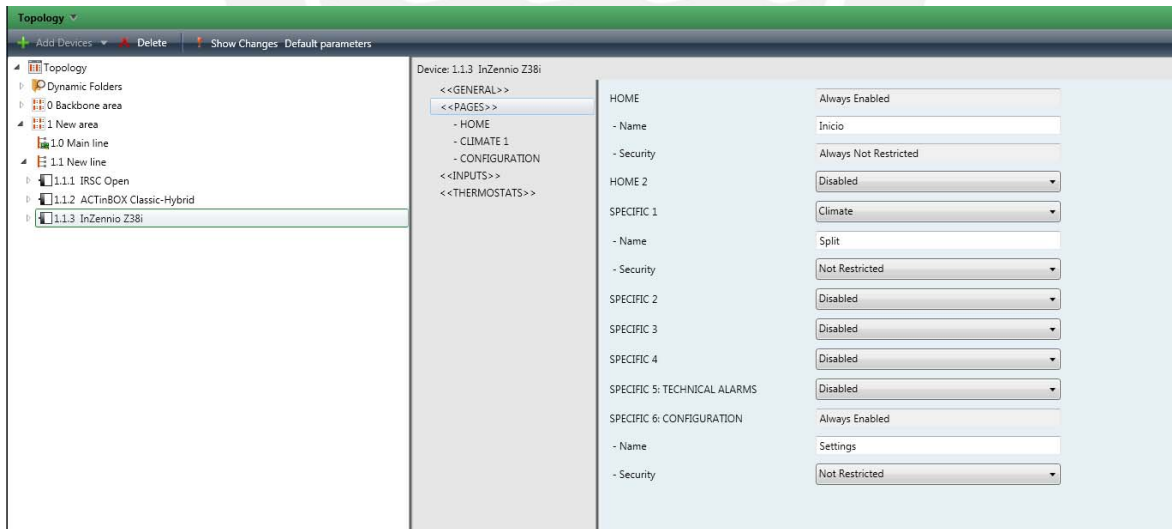 Topology
Add Devices Delete Show Changes Default parameters
Topology
Dynamic Folders
0 Backbone area
1 New area
1.0 Main line
1.1 New line
1.1.1 IRSC Open
1.1.2 ACTinBOX Classic-Hybrid
1.1.3 InZennio Z38i
Device: 1.1.3 InZennio Z38i
<<GENERAL>>
<<PAGES>>
- HOME
- CLIMATE 1
- CONFIGURATION
<<INPUTS>>
<<THERMOSTATS>>
HOME Always Enabled
- Name Inicio
- Security Always Not Restricted
HOME 2 Disabled
SPECIFIC 1 Climate
- Name Split
- Security Not Restricted
SPECIFIC 2 Disabled
SPECIFIC 3 Disabled
SPECIFIC 4 Disabled
SPECIFIC 5: TECHNICAL ALARMS Disabled
SPECIFIC 6: CONFIGURATION Always Enabled
- Name Settings
- Security Not Restricted